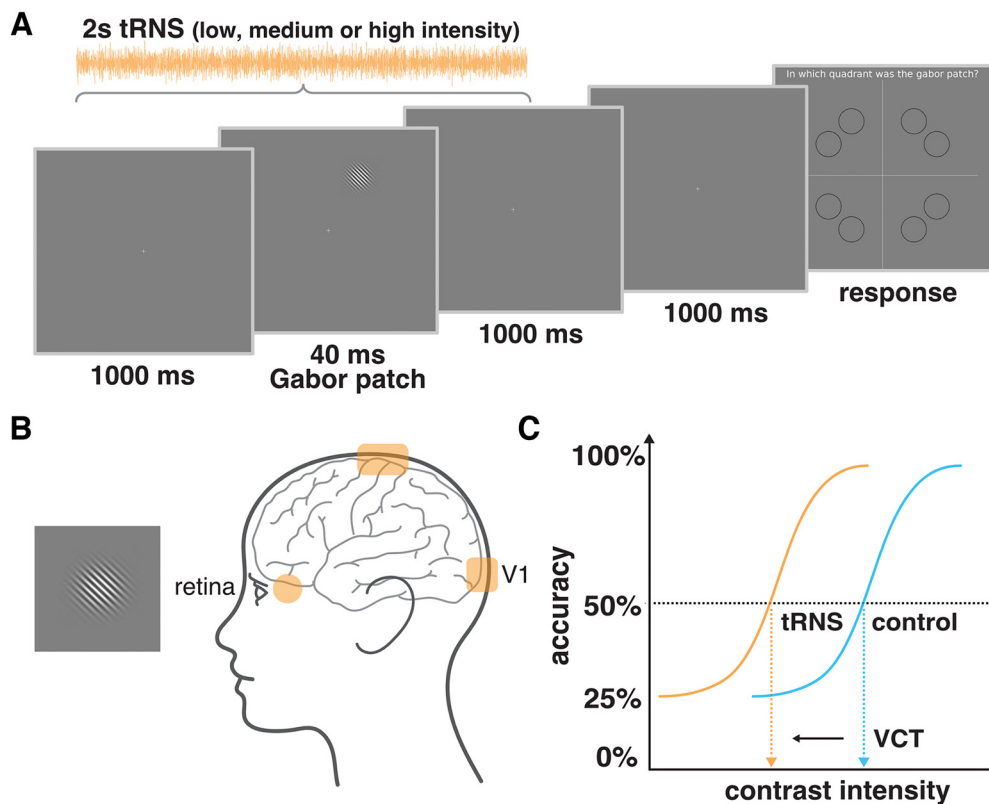 A
2s tRNS (low, medium or high intensity)
In which quadrant was the gabor patch?
response
1000 ms
1000 ms
40 ms
Gabor patch
1000 ms
B
retina
V1
C
100%
50%
25%
0%
accuracy
tRNS
control
VCT
contrast intensity